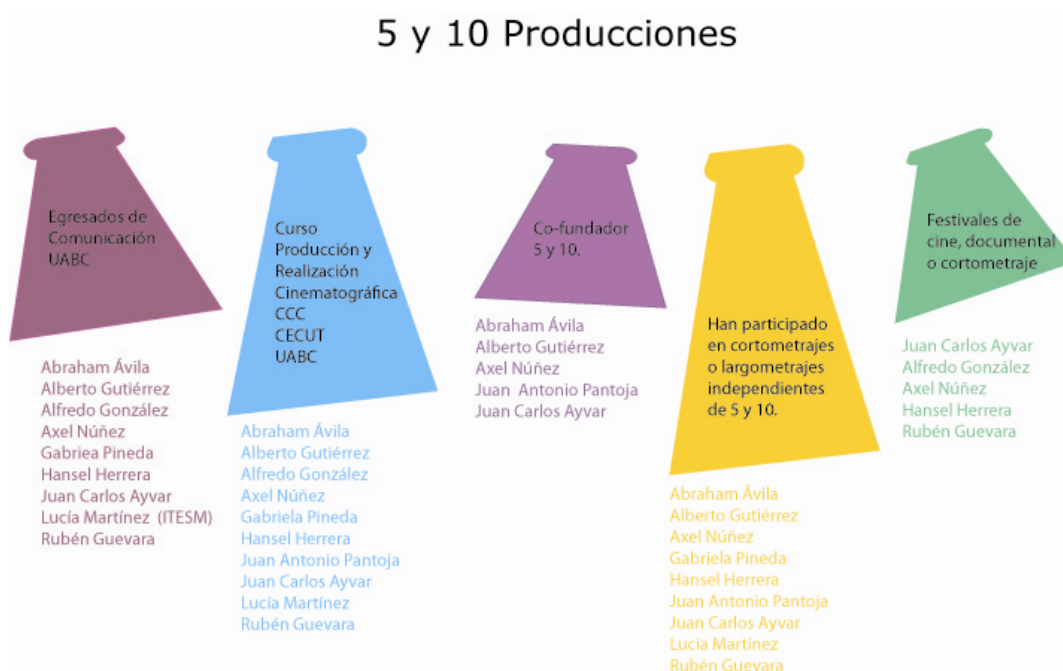 5 y 10 Producciones
Egresados de
Comunicación
UABC
Abraham Ávila
Alberto Gutiérrez
Alfredo González
Axel Núñez
Gabriea Pineda
Hansel Herrera
Juan Carlos Ayvar
Lucía Martínez (ITESM)
Rubén Guevara
Curso
Producción y
Realización
Cinematográfica
CCC
CECUT
UABC
Abraham Ávila
Alberto Gutiérrez
Alfredo González
Axel Núñez
Gabriela Pineda
Hansel Herrera
Juan Antonio Pantoja
Juan Carlos Ayvar
Lucía Martínez
Rubén Guevara
Co-fundador
5 y 10.
Abraham Ávila
Alberto Gutiérrez
Axel Núñez
Juan Antonio Pantoja
Juan Carlos Ayvar
Han participado
en cortometrajes
o largometrajes
independientes
de 5 y 10.
Abraham Ávila
Alberto Gutiérrez
Axel Núñez
Gabriela Pineda
Hansel Herrera
Juan Antonio Pantoja
Juan Carlos Ayvar
Lucia Martínez
Rubén Guevara
Festivales de
cine, documental
o cortometraje
Juan Carlos Ayvar
Alfredo González
Axel Núñez
Hansel Herrera
Rubén Guevara